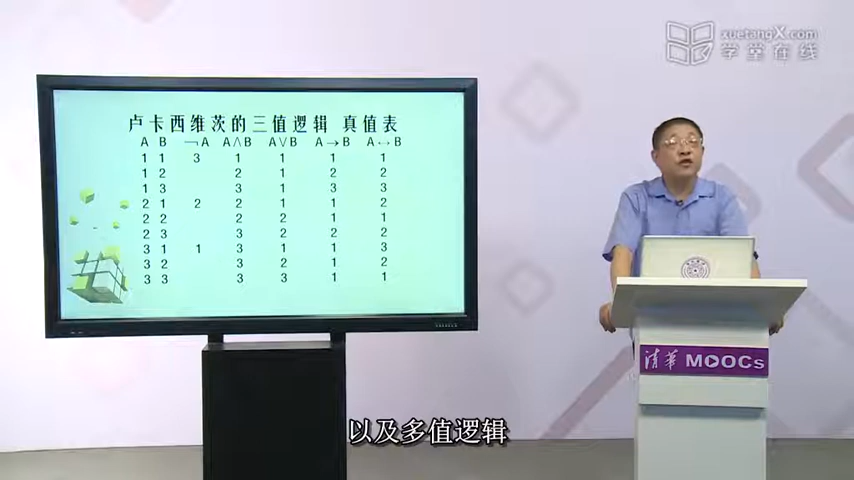 xuetangX.com
学堂在线
卢卡西维茨的三值逻辑 真值表
A B ¬A A∧B A∨B A→B A↔B
1 1 3 1 1 1 1
1 2 2 1 2 2
1 3 3 1 3 3
2 1 2 2 1 1 2
2 2 2 2 1 1
2 3 3 2 2 2
3 1 1 3 1 1 3
3 2 3 2 1 2
3 3 3 3 1 1
清华 MOOCs
以及多值逻辑